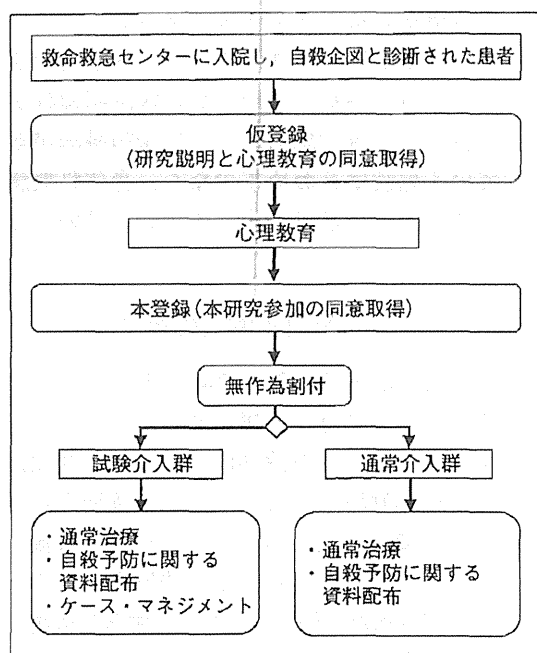 救命救急センターに入院し，自殺企図と診断された患者
仮登録
(研究説明と心理教育の同意取得)
心理教育
本登録(本研究参加の同意取得)
無作為割付
試験介入群
通常介入群
・通常治療
・自殺予防に関する
資料配布
・ケース・マネジメント
・通常治療
・自殺予防に関する
資料配布